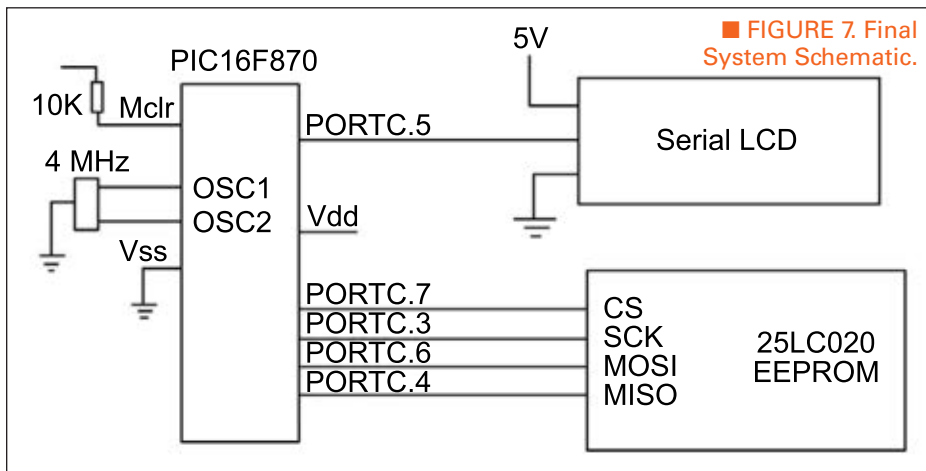 ■ FIGURE 7. Final
System Schematic.
5V
PIC16F870
10K
Mclr
PORTC.5
Serial LCD
4 MHz
OSC1
OSC2
Vdd
Vss
PORTC.7
PORTC.3
PORTC.6
PORTC.4
CS
SCK
MOSI
MISO
25LC020
EEPROM